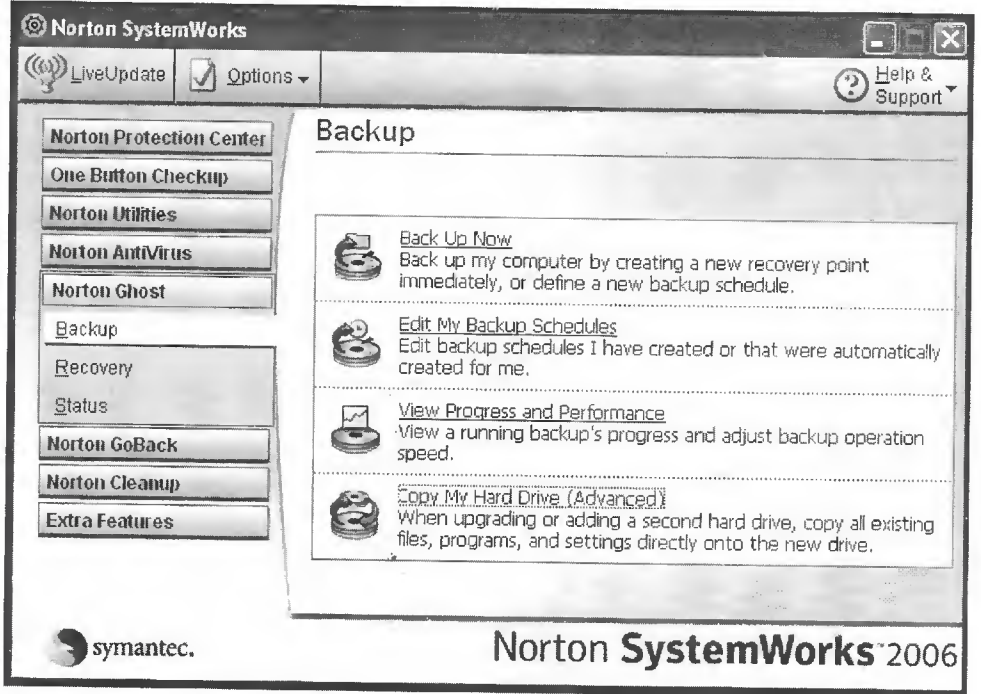 Norton SystemWorks
LiveUpdate
Options
Help &
Support
Norton Protection Center
One Button Checkup
Norton Utilities
Norton AntiVirus
Norton Ghost
Backup
Recovery
Status
Norton GoBack
Norton Cleanup
Extra Features
Backup
Back Up Now
Back up my computer by creating a new recovery point
immediately, or define a new backup schedule.
Edit My Backup Schedules
Edit backup schedules I have created or that were automatically
created for me.
View Progress and Performance
View a running backup's progress and adjust backup operation
speed.
Copy My Hard Drive (Advanced)
When upgrading or adding a second hard drive, copy all existing
files, programs, and settings directly onto the new drive.
symantec.
Norton SystemWorks™2006